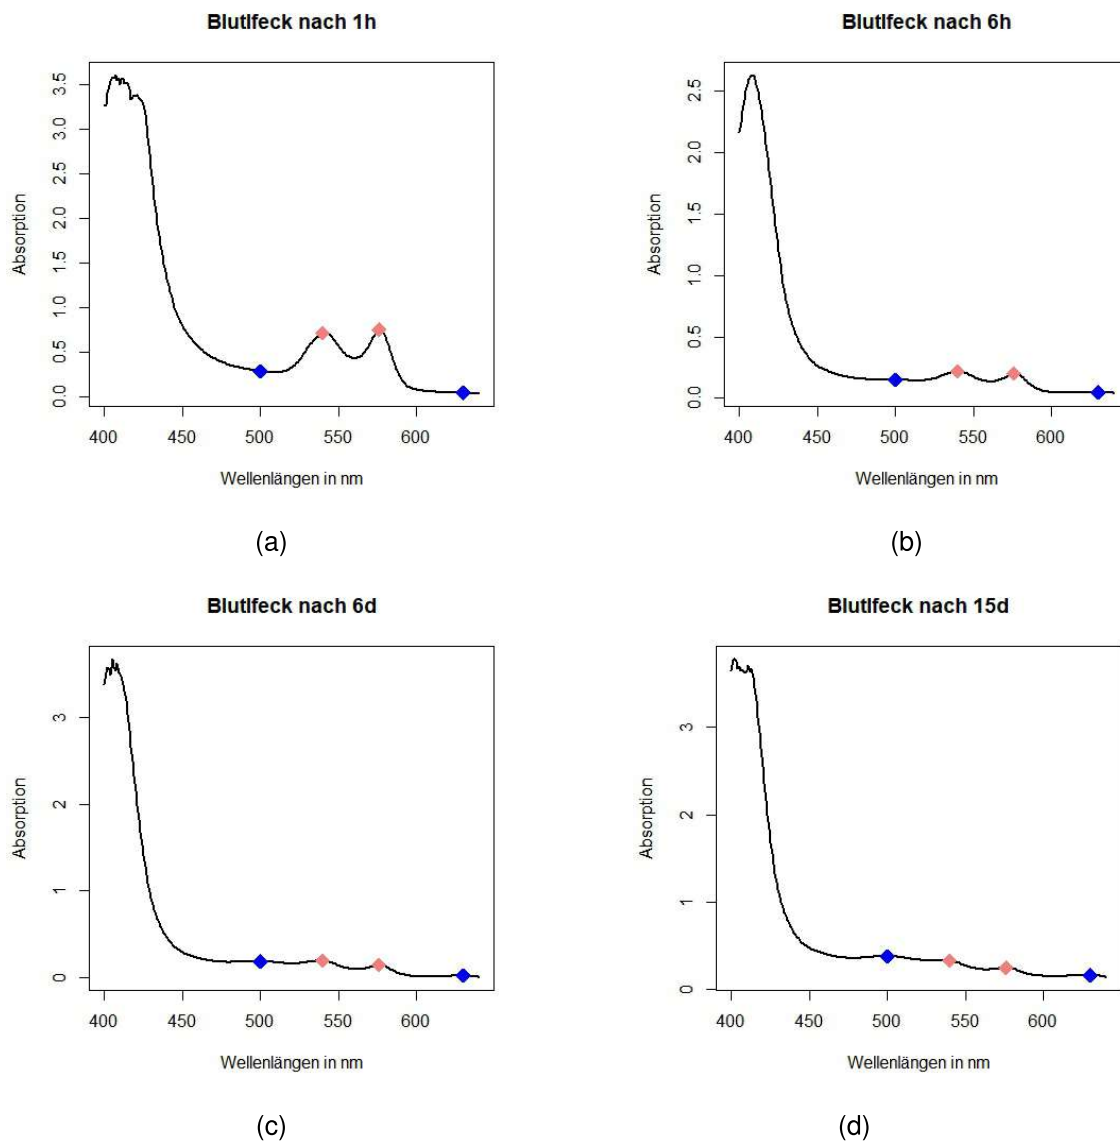 Blutlfeck nach 1h
Absorption
0.0 0.5 1.0 1.5 2.0 2.5 3.0 3.5
400 450 500 550 600
Wellenlängen in nm
(a)
Blutlfeck nach 6h
Absorption
0.0 0.5 1.0 1.5 2.0 2.5
400 450 500 550 600
Wellenlängen in nm
(b)
Blutlfeck nach 6d
Absorption
0 1 2 3
400 450 500 550 600
Wellenlängen in nm
(c)
Blutlfeck nach 15d
Absorption
0 1 2 3
400 450 500 550 600
Wellenlängen in nm
(d)